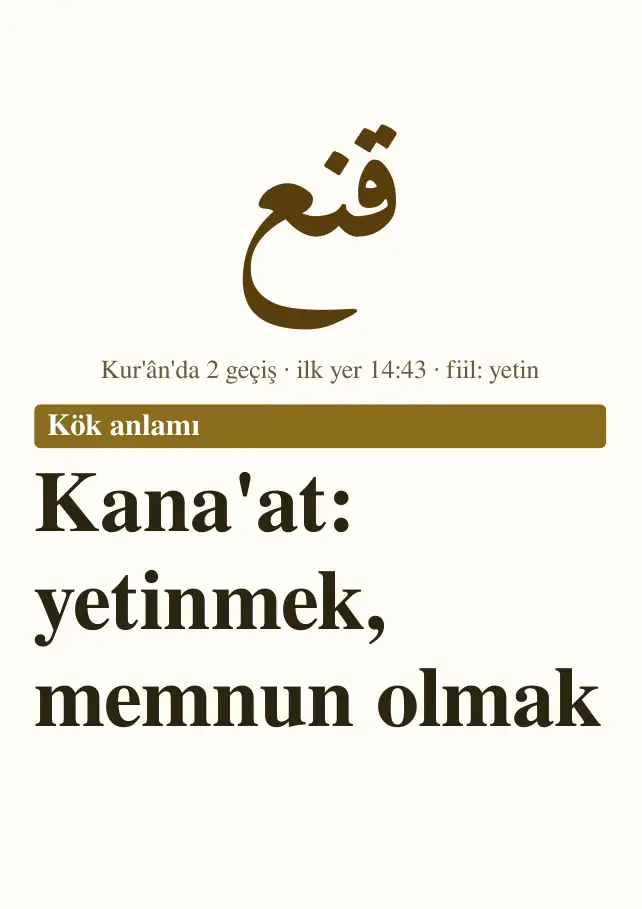 قنع
Kur'ân'da 2 geçiş · ilk yer 14:43 · fiil: yetin
Kök anlamı
Kana'at:
yetinmek,
memnun olmak